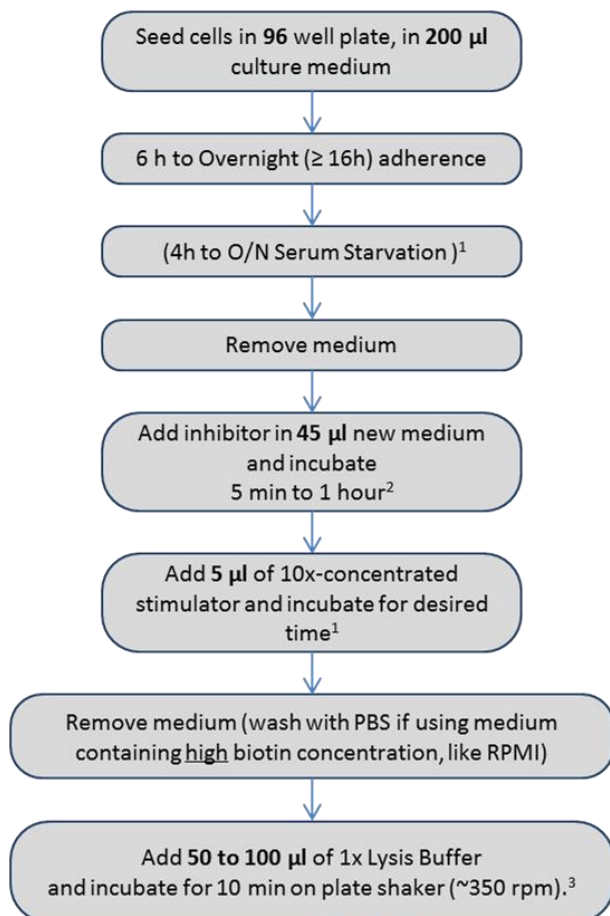 Seed cells in 96 well plate, in 200 µl
culture medium
6 h to Overnight (≥ 16h) adherence
(4h to O/N Serum Starvation )¹
Remove medium
Add inhibitor in 45 µl new medium
and incubate
5 min to 1 hour²
Add 5 µl of 10x-concentrated
stimulator and incubate for desired
time¹
Remove medium (wash with PBS if using medium
containing high biotin concentration, like RPMI)
Add 50 to 100 µl of 1x Lysis Buffer
and incubate for 10 min on plate shaker (~350 rpm).³